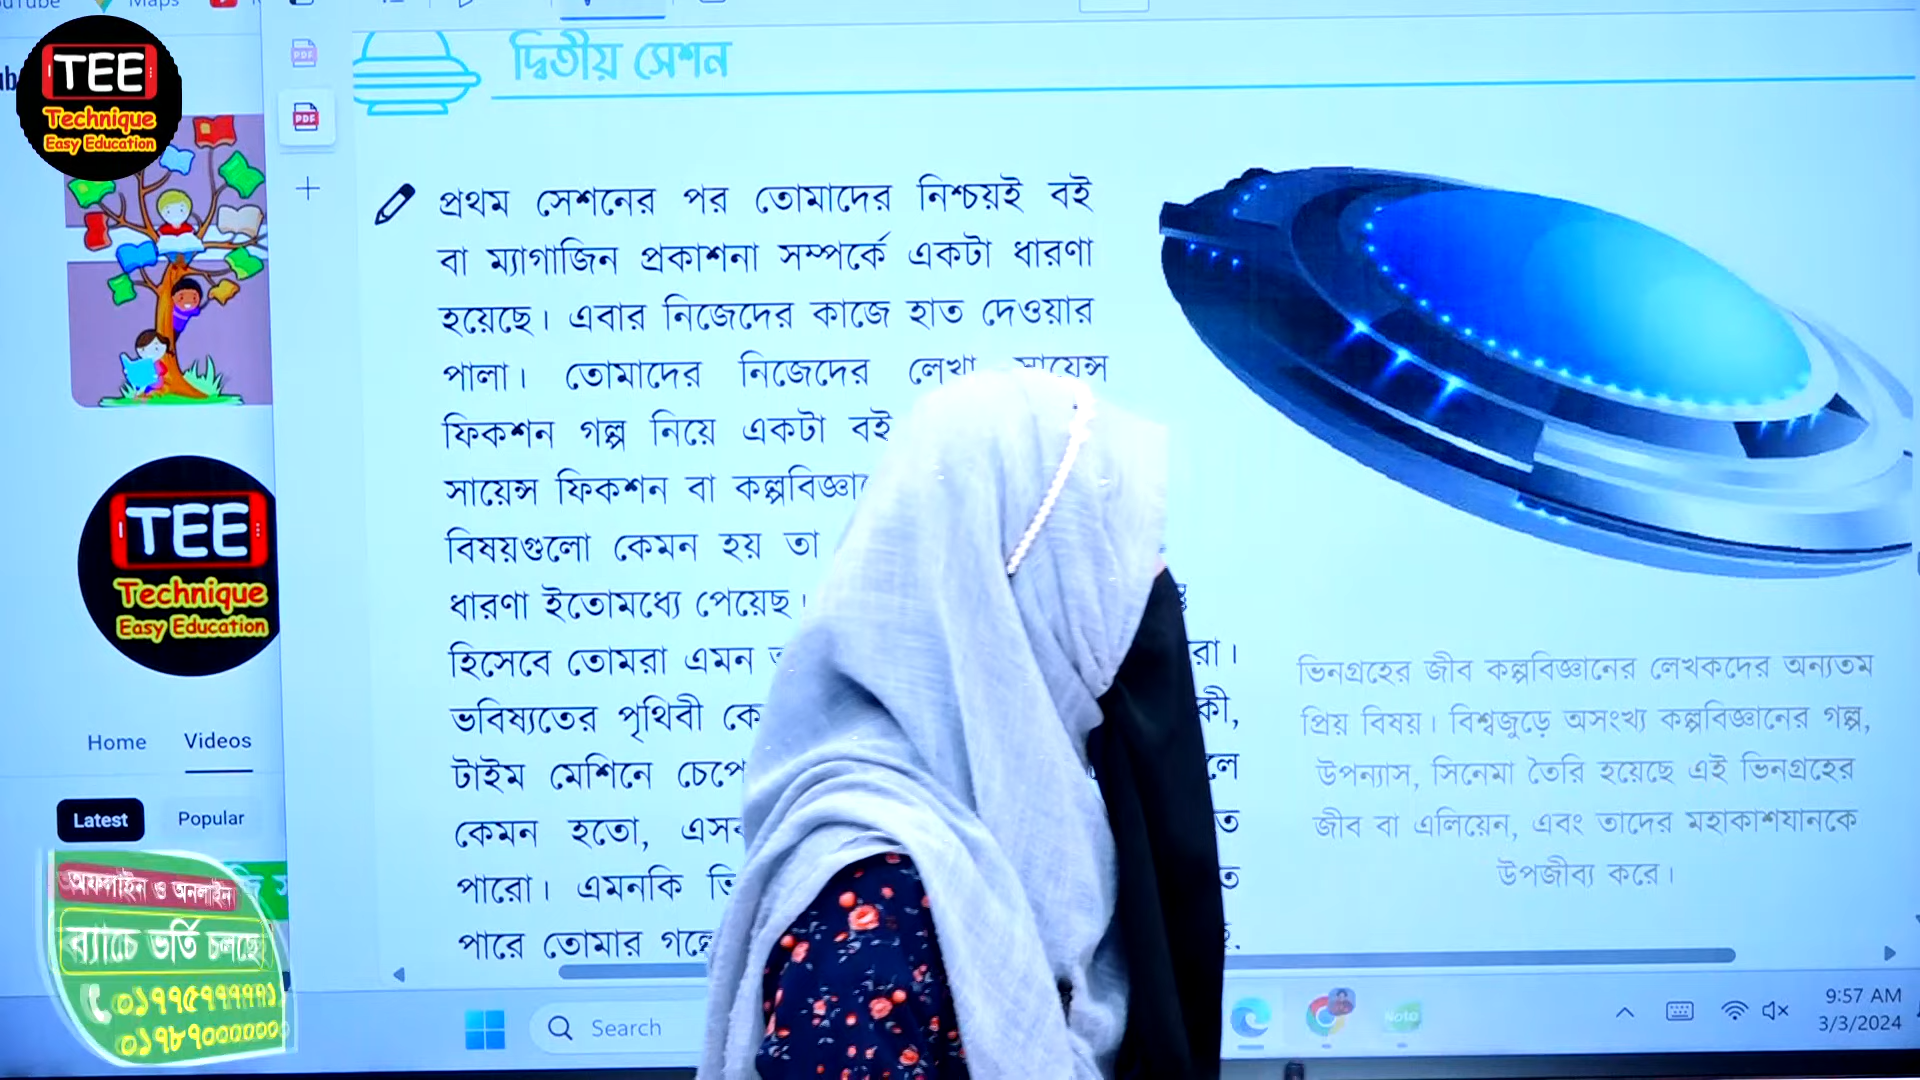 Maps
TEE
Technique
Easy Education
PDF
PDF
দ্বিতীয় সেশন
প্রথম সেশনের পর তোমাদের নিশ্চয়ই বই
বা ম্যাগাজিন প্রকাশনা সম্পর্কে একটা ধারণা
হয়েছে। এবার নিজেদের কাজে হাত দেওয়ার
পালা। তোমাদের নিজেদের লেখা সায়েন্স
ফিকশন গল্প নিয়ে একটা বই
সায়েন্স ফিকশন বা
বিষয়গুলো কেমন হয় তা
ধারণা ইতোমধ্যে পেয়েছ।
হিসেবে তোমরা এমন
ভবিষ্যতের পৃথিবী কে কী,
টাইম মেশিনে চেপে
কেমন হতো,
পারো। এমনকি
পারে তোমার
ভিনগ্রহের জীব কল্পবিজ্ঞানের লেখকদের অন্যতম
প্রিয় বিষয়। বিশ্বজুড়ে অসংখ্য কল্পবিজ্ঞানের গল্প,
উপন্যাস, সিনেমা তৈরি হয়েছে এই ভিনগ্রহের
জীব বা এলিয়েন, এবং তাদের মহাকাশযানকে
উপজীব্য করে।
TEE
Technique
Easy Education
Home Videos
Latest Popular
অফলাইন ও অনলাইন
ব্যাচে ভর্তি চলছে
Search
Note
9:57 AM
3/3/2024